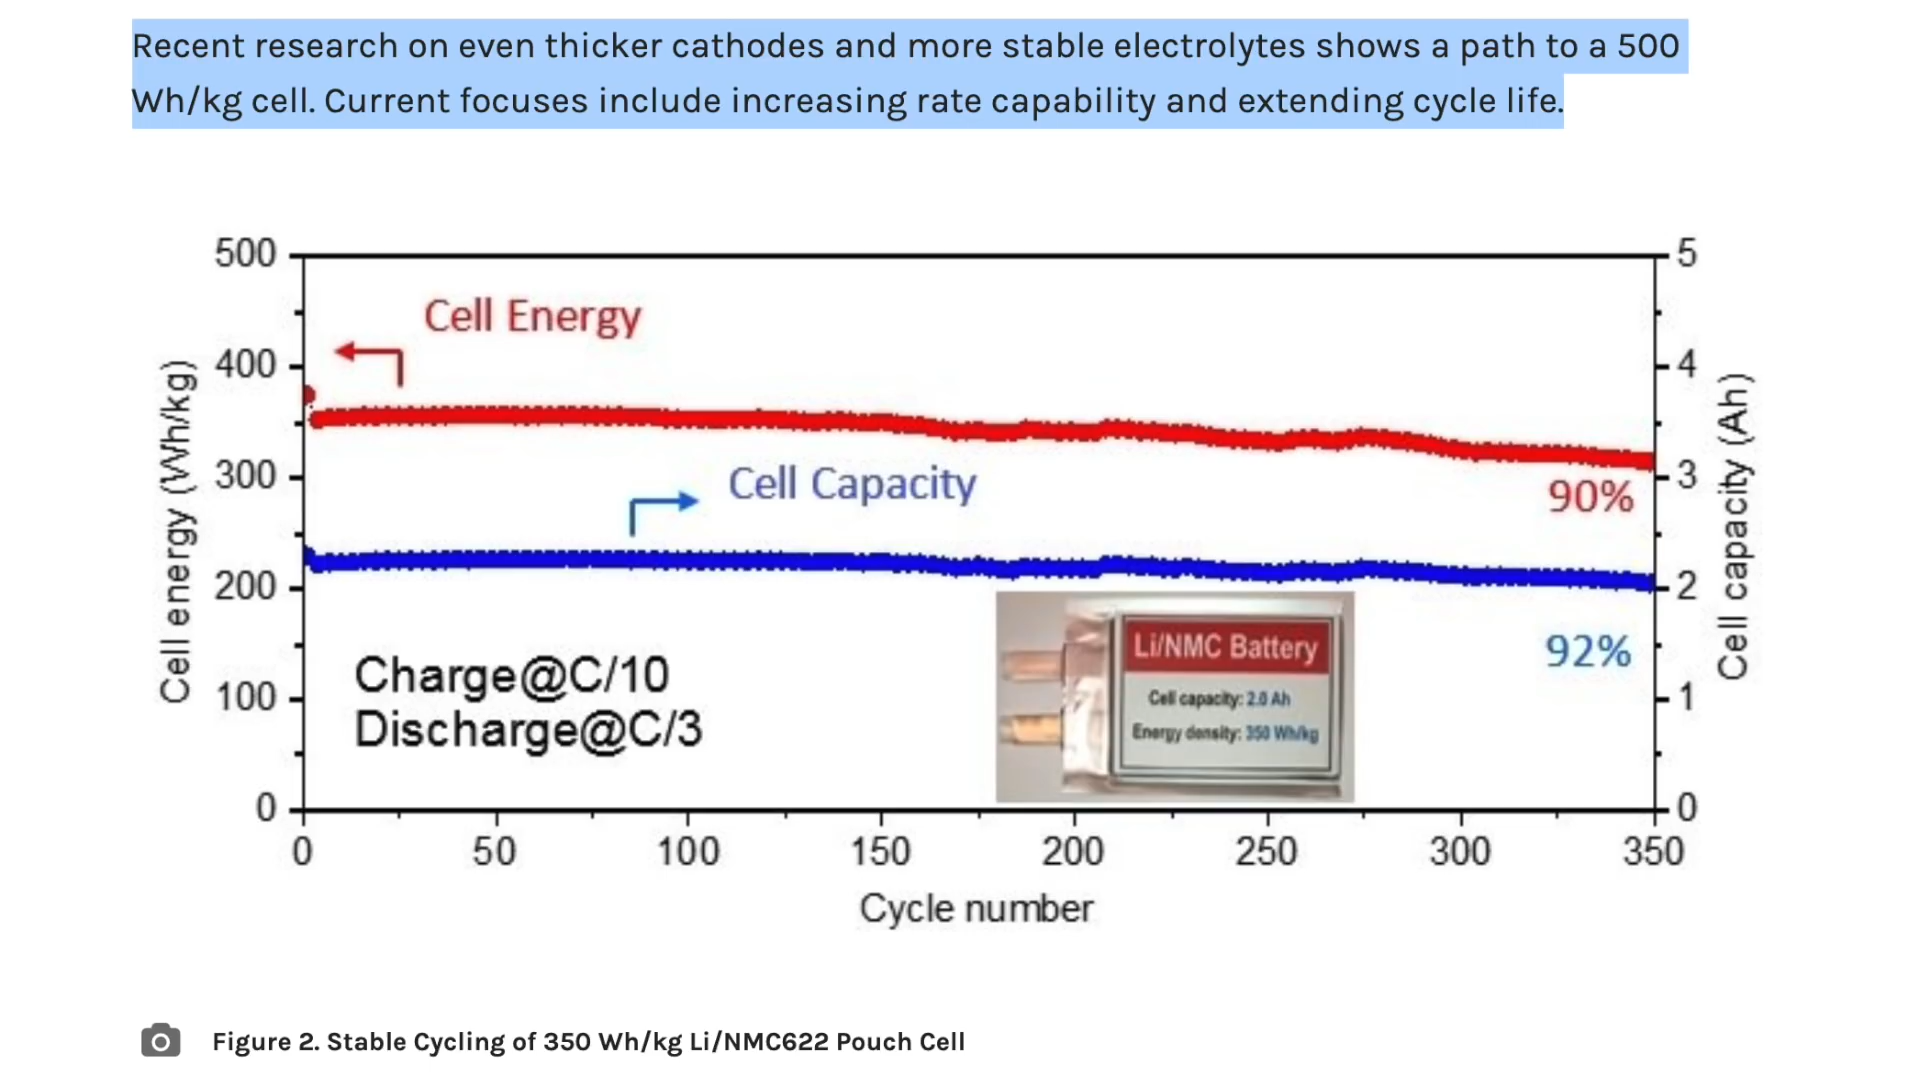 Recent research on even thicker cathodes and more stable electrolytes shows a path to a 500
Wh/kg cell. Current focuses include increasing rate capability and extending cycle life.
500
400
300
200
100
0
Cell energy (Wh/kg)
5
4
3
2
1
0
Cell capacity (Ah)
Cell Energy
Cell Capacity
90%
92%
Charge@C/10
Discharge@C/3
Li/NMC Battery
Cell capacity: 2.0 Ah
Energy density: 350 Wh/kg
0 50 100 150 200 250 300 350
Cycle number
Figure 2. Stable Cycling of 350 Wh/kg Li/NMC622 Pouch Cell